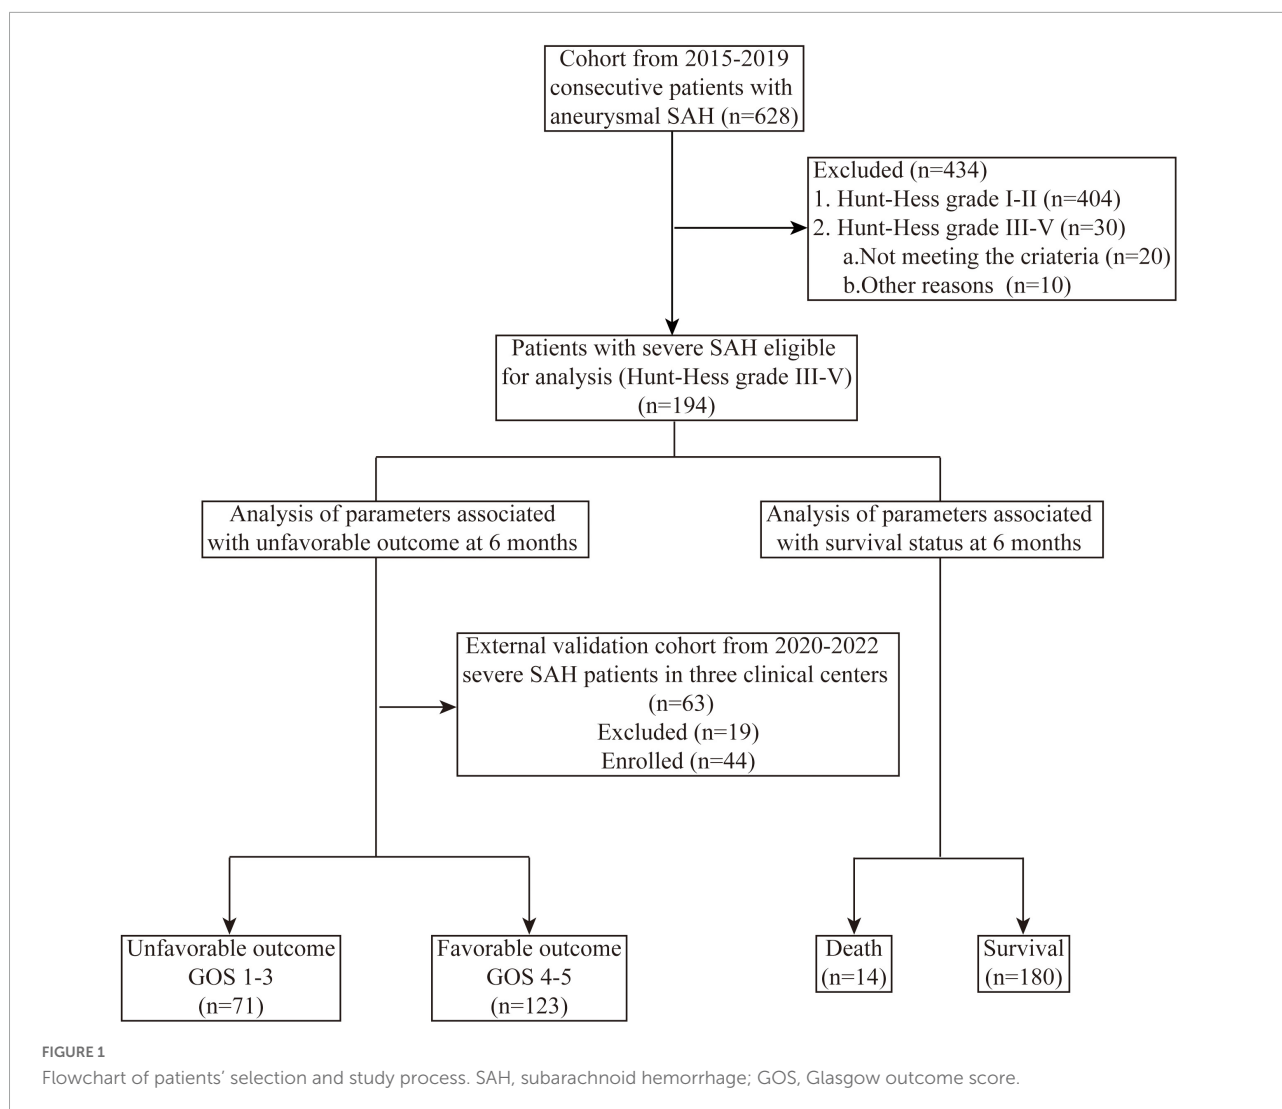 Cohort from 2015-2019
consecutive patients with
aneurysmal SAH (n=628)
Excluded (n=434)
1. Hunt-Hess grade I-II (n=404)
2. Hunt-Hess grade III-V (n=30)
a.Not meeting the criateria (n=20)
b.Other reasons (n=10)
Patients with severe SAH eligible
for analysis (Hunt-Hess grade III-V)
(n=194)
Analysis of parameters associated
with unfavorable outcome at 6 months
Analysis of parameters associated
with survival status at 6 months
External validation cohort from 2020-2022
severe SAH patients in three clinical centers
(n=63)
Excluded (n=19)
Enrolled (n=44)
Unfavorable outcome
GOS 1-3
(n=71)
Favorable outcome
GOS 4-5
(n=123)
Death
(n=14)
Survival
(n=180)
FIGURE 1
Flowchart of patients’ selection and study process. SAH, subarachnoid hemorrhage; GOS, Glasgow outcome score.